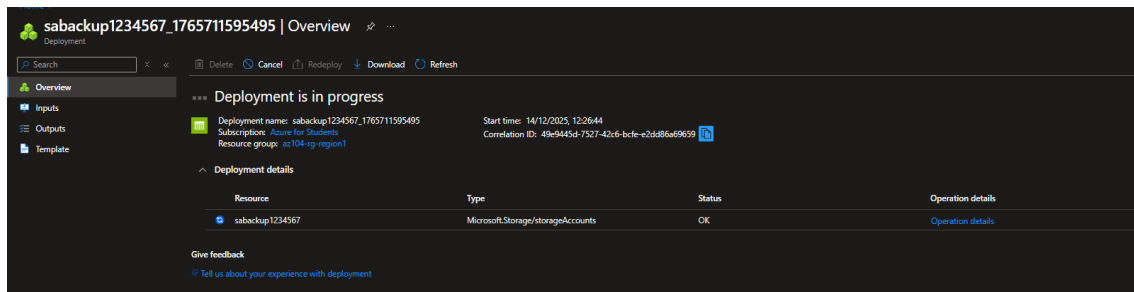 sabackup1234567_1765711595495 | Overview
Deployment
Search
Delete Cancel Redeploy Download Refresh
Overview
Inputs
Outputs
Template
Deployment is in progress
Deployment name: sabackup1234567_1765711595495
Subscription: Azure for Students
Resource group: az104-rg-region1
Start time: 14/12/2025, 12:26:44
Correlation ID: 49e9445d-7527-42c6-bcfe-e2dd86a69659
Deployment details
Resource Type Status Operation details
sabackup1234567 Microsoft.Storage/storageAccounts OK Operation details
Give feedback
Tell us about your experience with deployment